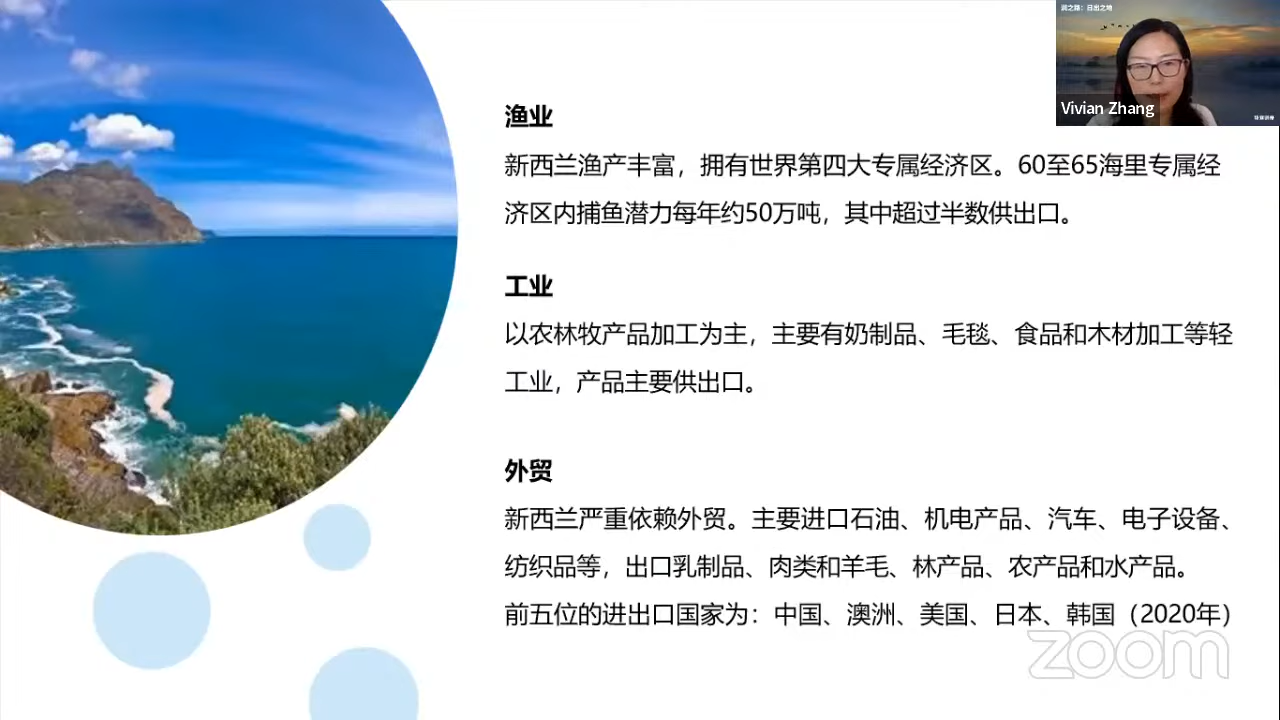 渔业
新西兰渔产丰富，拥有世界第四大专属经济区。60至65海里专属经
济区内捕鱼潜力每年约50万吨，其中超过半数供出口。
工业
以农林牧产品加工为主，主要有奶制品、毛毯、食品和木材加工等轻
工业，产品主要供出口。
外贸
新西兰严重依赖外贸。主要进口石油、机电产品、汽车、电子设备、
纺织品等，出口乳制品、肉类和羊毛、林产品、农产品和水产品。
前五位的进出口国家为：中国、澳洲、美国、日本、韩国（2020年）
Vivian Zhang
zoom